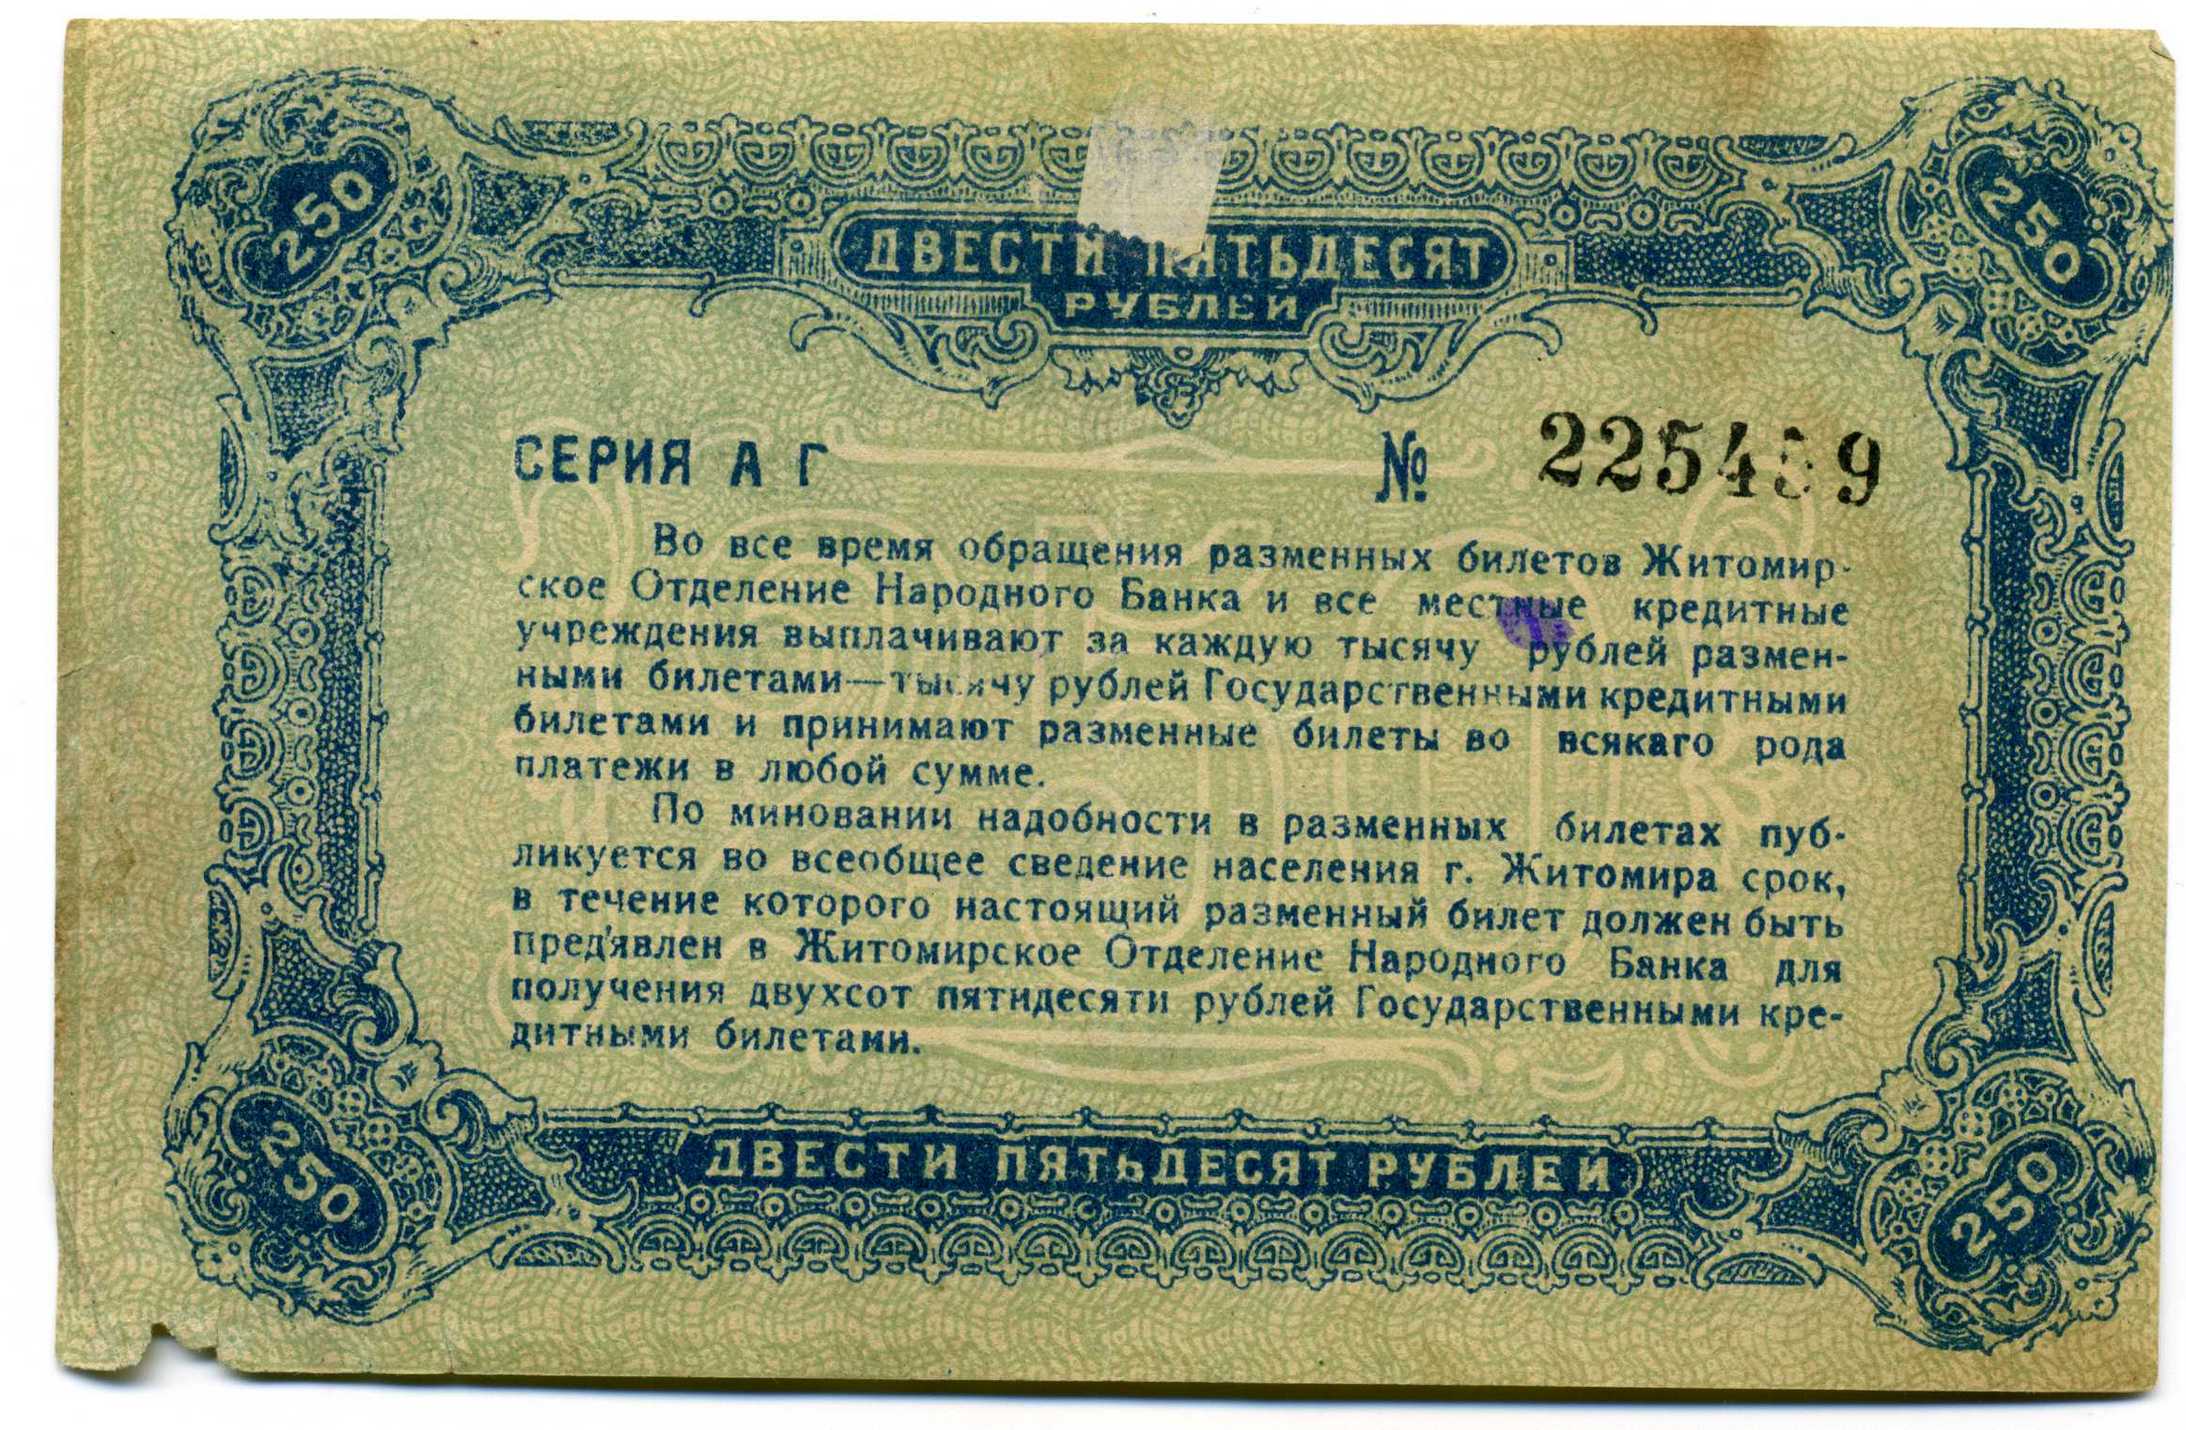 250
250
ДВЕСТИ ПЯТЬДЕСЯТ
РУБЛЕЙ
СЕРИЯ А Г № 225459
Во все время обращения разменных билетов Житомир-
ское Отделение Народного Банка и все местные кредитные
учреждения выплачивают за каждую тысячу рублей размен-
ными билетами—тысячу рублей Государственными кредитными
билетами и принимают разменные билеты во всякаго рода
платежи в любой сумме.
По миновании надобности в разменных билетах пуб-
ликуется во всеобщее сведение населения г. Житомира срок,
в течение которого настоящий разменный билет должен быть
пред'явлен в Житомирское Отделение Народного Банка для
получения двухсот пятидесяти рублей Государственными кре-
дитными билетами.
ДВЕСТИ ПЯТЬДЕСЯТ РУБЛЕЙ
250
250